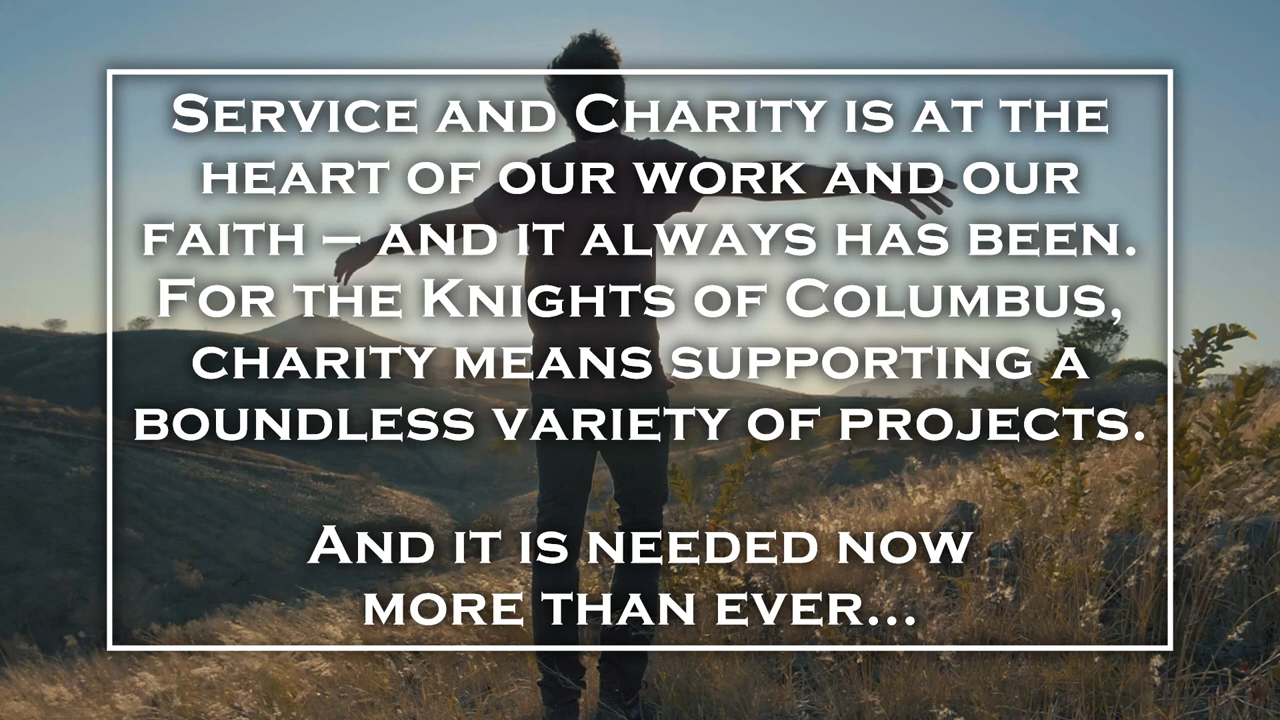 Service and Charity is at the
heart of our work and our
faith – and it always has been.
For the Knights of Columbus,
charity means supporting a
boundless variety of projects.
And it is needed now
more than ever...